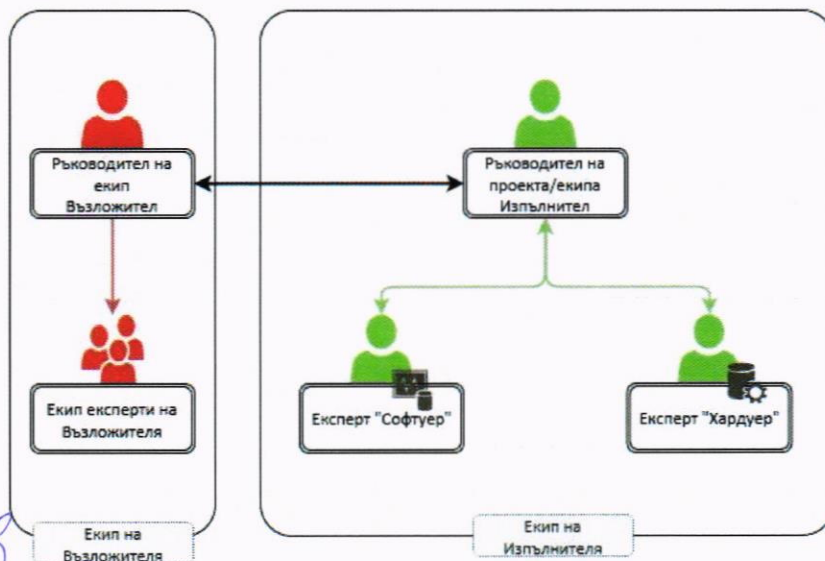 Ръководител на
екип
Възложител
Ръководител на
проекта/екипа
Изпълнител
Екип експерти на
Възложителя
Експерт "Софтуер"
Експерт "Хардуер"
Екип на
Възложителя
Екип на
Изпълнителя